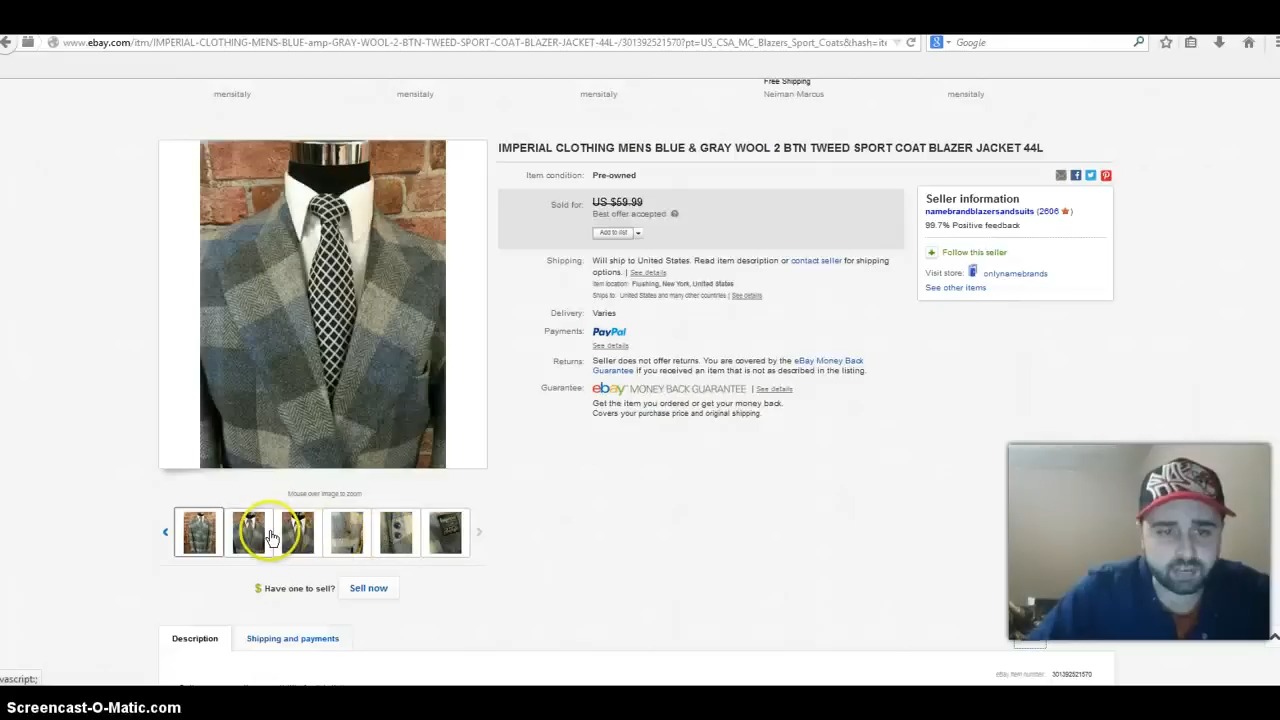 www.ebay.com/itm/IMPERIAL-CLOTHING-MENS-BLUE-amp-GRAY-WOOL-2-BTN-TWEED-SPORT-COAT-BLAZER-JACKET-44L-/301392521570?pt=US_CSA_MC_Blazers_Sport_Coats&hash=ite
Google
Free Shipping
mensitaly mensitaly mensitaly Neiman-Marcus mensitaly
IMPERIAL CLOTHING MENS BLUE & GRAY WOOL 2 BTN TWEED SPORT COAT BLAZER JACKET 44L
Item condition: Pre-owned
Sold for: US $59.99
Best offer accepted
Add to list
Shipping: Will ship to United States. Read item description or contact seller for shipping
options. | See details
Item location: Flushing, New York, United States
Ships to: United States and many other countries | See details
Delivery: Varies
Payments: PayPal
See details
Returns: Seller does not offer returns. You are covered by the eBay Money Back
Guarantee if you received an item that is not as described in the listing.
Guarantee: ebay MONEY BACK GUARANTEE | See details
Get the item you ordered or get your money back.
Covers your purchase price and original shipping.
Seller information
namebrandblazersandsuits (2696)
99.7% Positive feedback
Follow this seller
Visit store: onlynamebrands
See other items
Mouse over image to zoom
Have one to sell? Sell now
Description Shipping and payments
eBay item number: 301392521570
vascript:;
Screencast-O-Matic.com